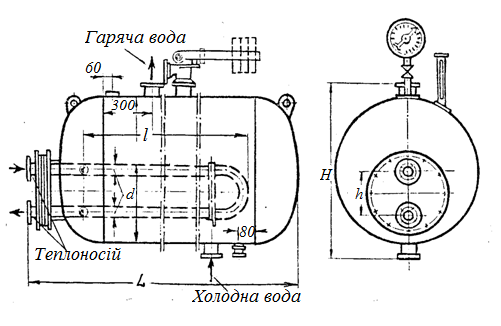 Гаряча вода
60
300
l
H
h
d
Теплоносій
80
L
Холодна вода